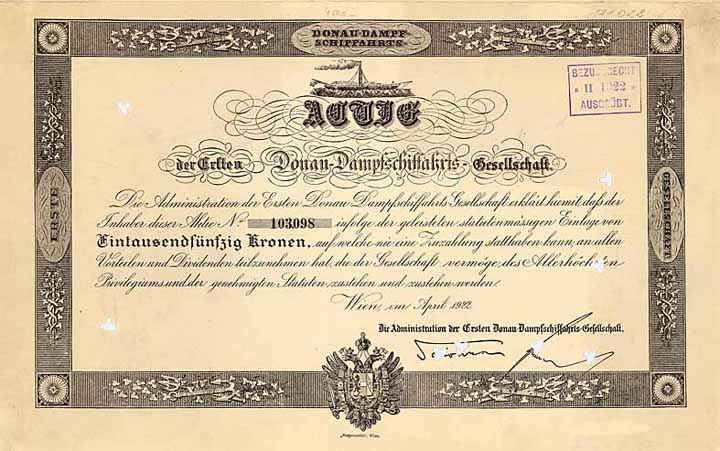 DONAU-DAMPF-
SCHIFFAHRTS-
BEZUGSRECHT
* II 1922 *
AUSGEÜBT.
ACTIE
der Ersten Donau-Dampfschiffahrts-Gesellschaft.
ERSTE
GESELLSCHAFT
Die Administration der Ersten Donau-Dampfschiffahrts Gesellschaft erklärt hiemit, daß der
Inhaber dieser Aktie No. 103098 infolge der geleisteten statutenmässigen Einlage von
Eintausendfünfzig Kronen, auf welche nie eine Zuzahlung statthaben kann, an allen
Vorteilen und Dividenden teilzunehmen hat, die der Gesellschaft vermöge des Allerhöchsten
Privilegiums und der genehmigten Statuten, zustehen und zustehen werden.
Wien, im April 1922.
Die Administration der Ersten Donau-Dampfschiffahrts-Gesellschaft.